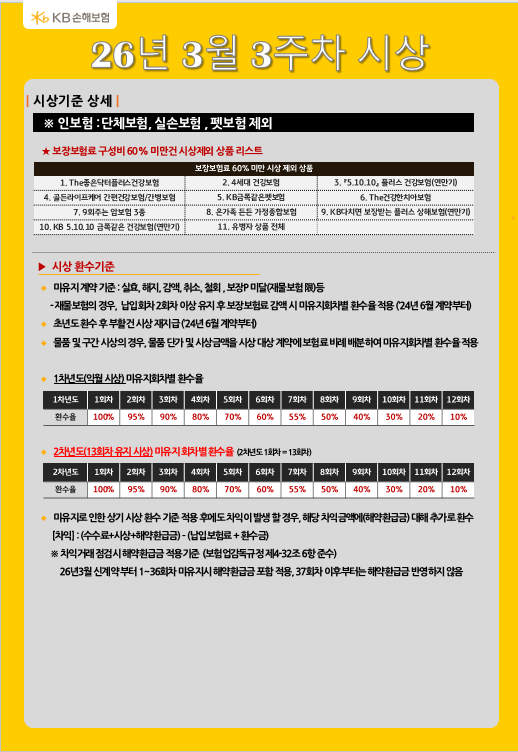 KB손해보험
26년 3월 3주차 시상
시상기준 상세
※ 인보험 : 단체보험, 실손보험 , 펫보험 제외
★ 보장보험료 구성비 60% 미만건 시상제외 상품 리스트
보장보험료 60% 미만 시상 제외 상품
1. The좋은닥터플러스건강보험 2. 4세대 건강보험 3. 『5.10.10』 플러스 건강보험(연만기)
4. 골든라이프케어 간편건강보험/간병보험 5. KB금쪽같은펫보험 6. The건강한치아보험
7. 9회주는 암보험 3종 8. 온가족 든든 가정종합보험 9. KB다치면 보장받는 플러스 상해보험(연만기)
10. KB 5.10.10 금쪽같은 건강보험(연만기) 11. 유병자 상품 전체
▶ 시상 환수기준
◆ 미유지 계약 기준 : 실효, 해지, 감액, 취소, 철회 , 보장P 미달(재물보험 限)등
- 재물보험의 경우, 납입회차 2회차 이상 유지 후 보장보험료 감액 시 미유지회차별 환수율 적용 ('24년 6월 계약부터)
◆ 초년도 환수 후 부활건 시상 재지급 ('24년 6월 계약부터)
◆ 물품 및 구간 시상의 경우, 물품 단가 및 시상금액을 시상 대상 계약에 보험료 비례 배분하여 미유지회차별 환수율 적용
◆ 1차년도(익월 시상) 미유지회차별 환수율
1차년도 1회차 2회차 3회차 4회차 5회차 6회차 7회차 8회차 9회차 10회차 11회차 12회차
환수율 100% 95% 90% 80% 70% 60% 55% 50% 40% 30% 20% 10%
◆ 2차년도(13회차 유지 시상) 미유지 회차별 환수율 (2차년도 1회차 = 13회차)
2차년도 1회차 2회차 3회차 4회차 5회차 6회차 7회차 8회차 9회차 10회차 11회차 12회차
환수율 100% 95% 90% 80% 70% 60% 55% 50% 40% 30% 20% 10%
◆ 미유지로 인한 상기 시상 환수 기준 적용 후에도 차익이 발생 할 경우, 해당 차익금액에(해약환급금) 대해 추가로 환수
[차익] : (수수료+시상+해약환급금) - (납입보험료 + 환수금)
※ 차익거래 점검시 해약환급금 적용기준 (보험업감독규정 제4-32조 6항 준수)
26년3월 신계약 부터 1~36회차 미유지시 해약환급금 포함 적용, 37회차 이후부터는 해약환급금 반영하지 않음